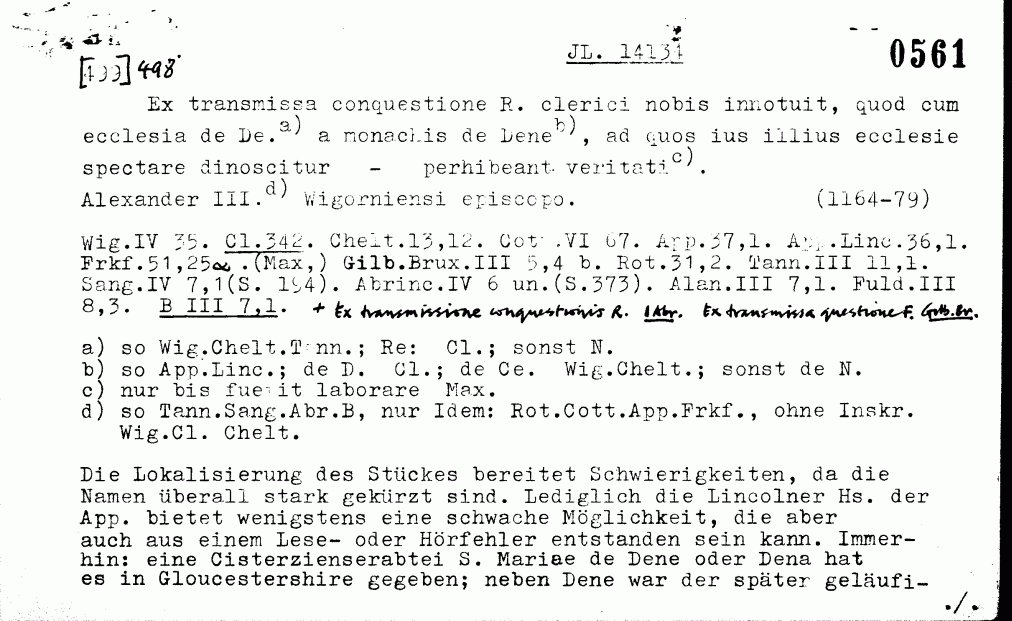 JL. 14134 0561
[499] 498
Ex transmissa conquestione R. clerici nobis innotuit, quod cum
ecclesia de De.a) a monachis de Dene b), ad quos ius illius ecclesie
spectare dinoscitur - perhibeant veritati c).
Alexander III.d) Wigorniensi episcopo. (1164-79)
Wig.IV 35. Cl.342. Chelt.13,12. Cott.VI 67. App.37,1. App.Linc.36,1.
Frkf.51,25α.(Max,) Gilb.Brux.III 5,4 b. Rot.31,2. Tann.III 11,1.
Sang.IV 7,1(S. 194). Abrinc.IV 6 un.(S.373). Alan.III 7,1. Fuld.III
8,3. B III 7,1. + Ex transmissione conquestionis R. 1 Abr. Ex transmissa questione F. Gilb.Br.
a) so Wig.Chelt.Tann.; Re: Cl.; sonst N.
b) so App.Linc.; de D. Cl.; de Ce. Wig.Chelt.; sonst de N.
c) nur bis fuerit laborare Max.
d) so Tann.Sang.Abr.B, nur Idem: Rot.Cott.App.Frkf., ohne Inskr.
Wig.Cl. Chelt.
Die Lokalisierung des Stückes bereitet Schwierigkeiten, da die
Namen überall stark gekürzt sind. Lediglich die Lincolner Hs. der
App. bietet wenigstens eine schwache Möglichkeit, die aber
auch aus einem Lese- oder Hörfehler entstanden sein kann. Immer-
hin: eine Cisterzienserabtei S. Mariae de Dene oder Dena hat
es in Gloucestershire gegeben; neben Dene war der später geläufi-
./.